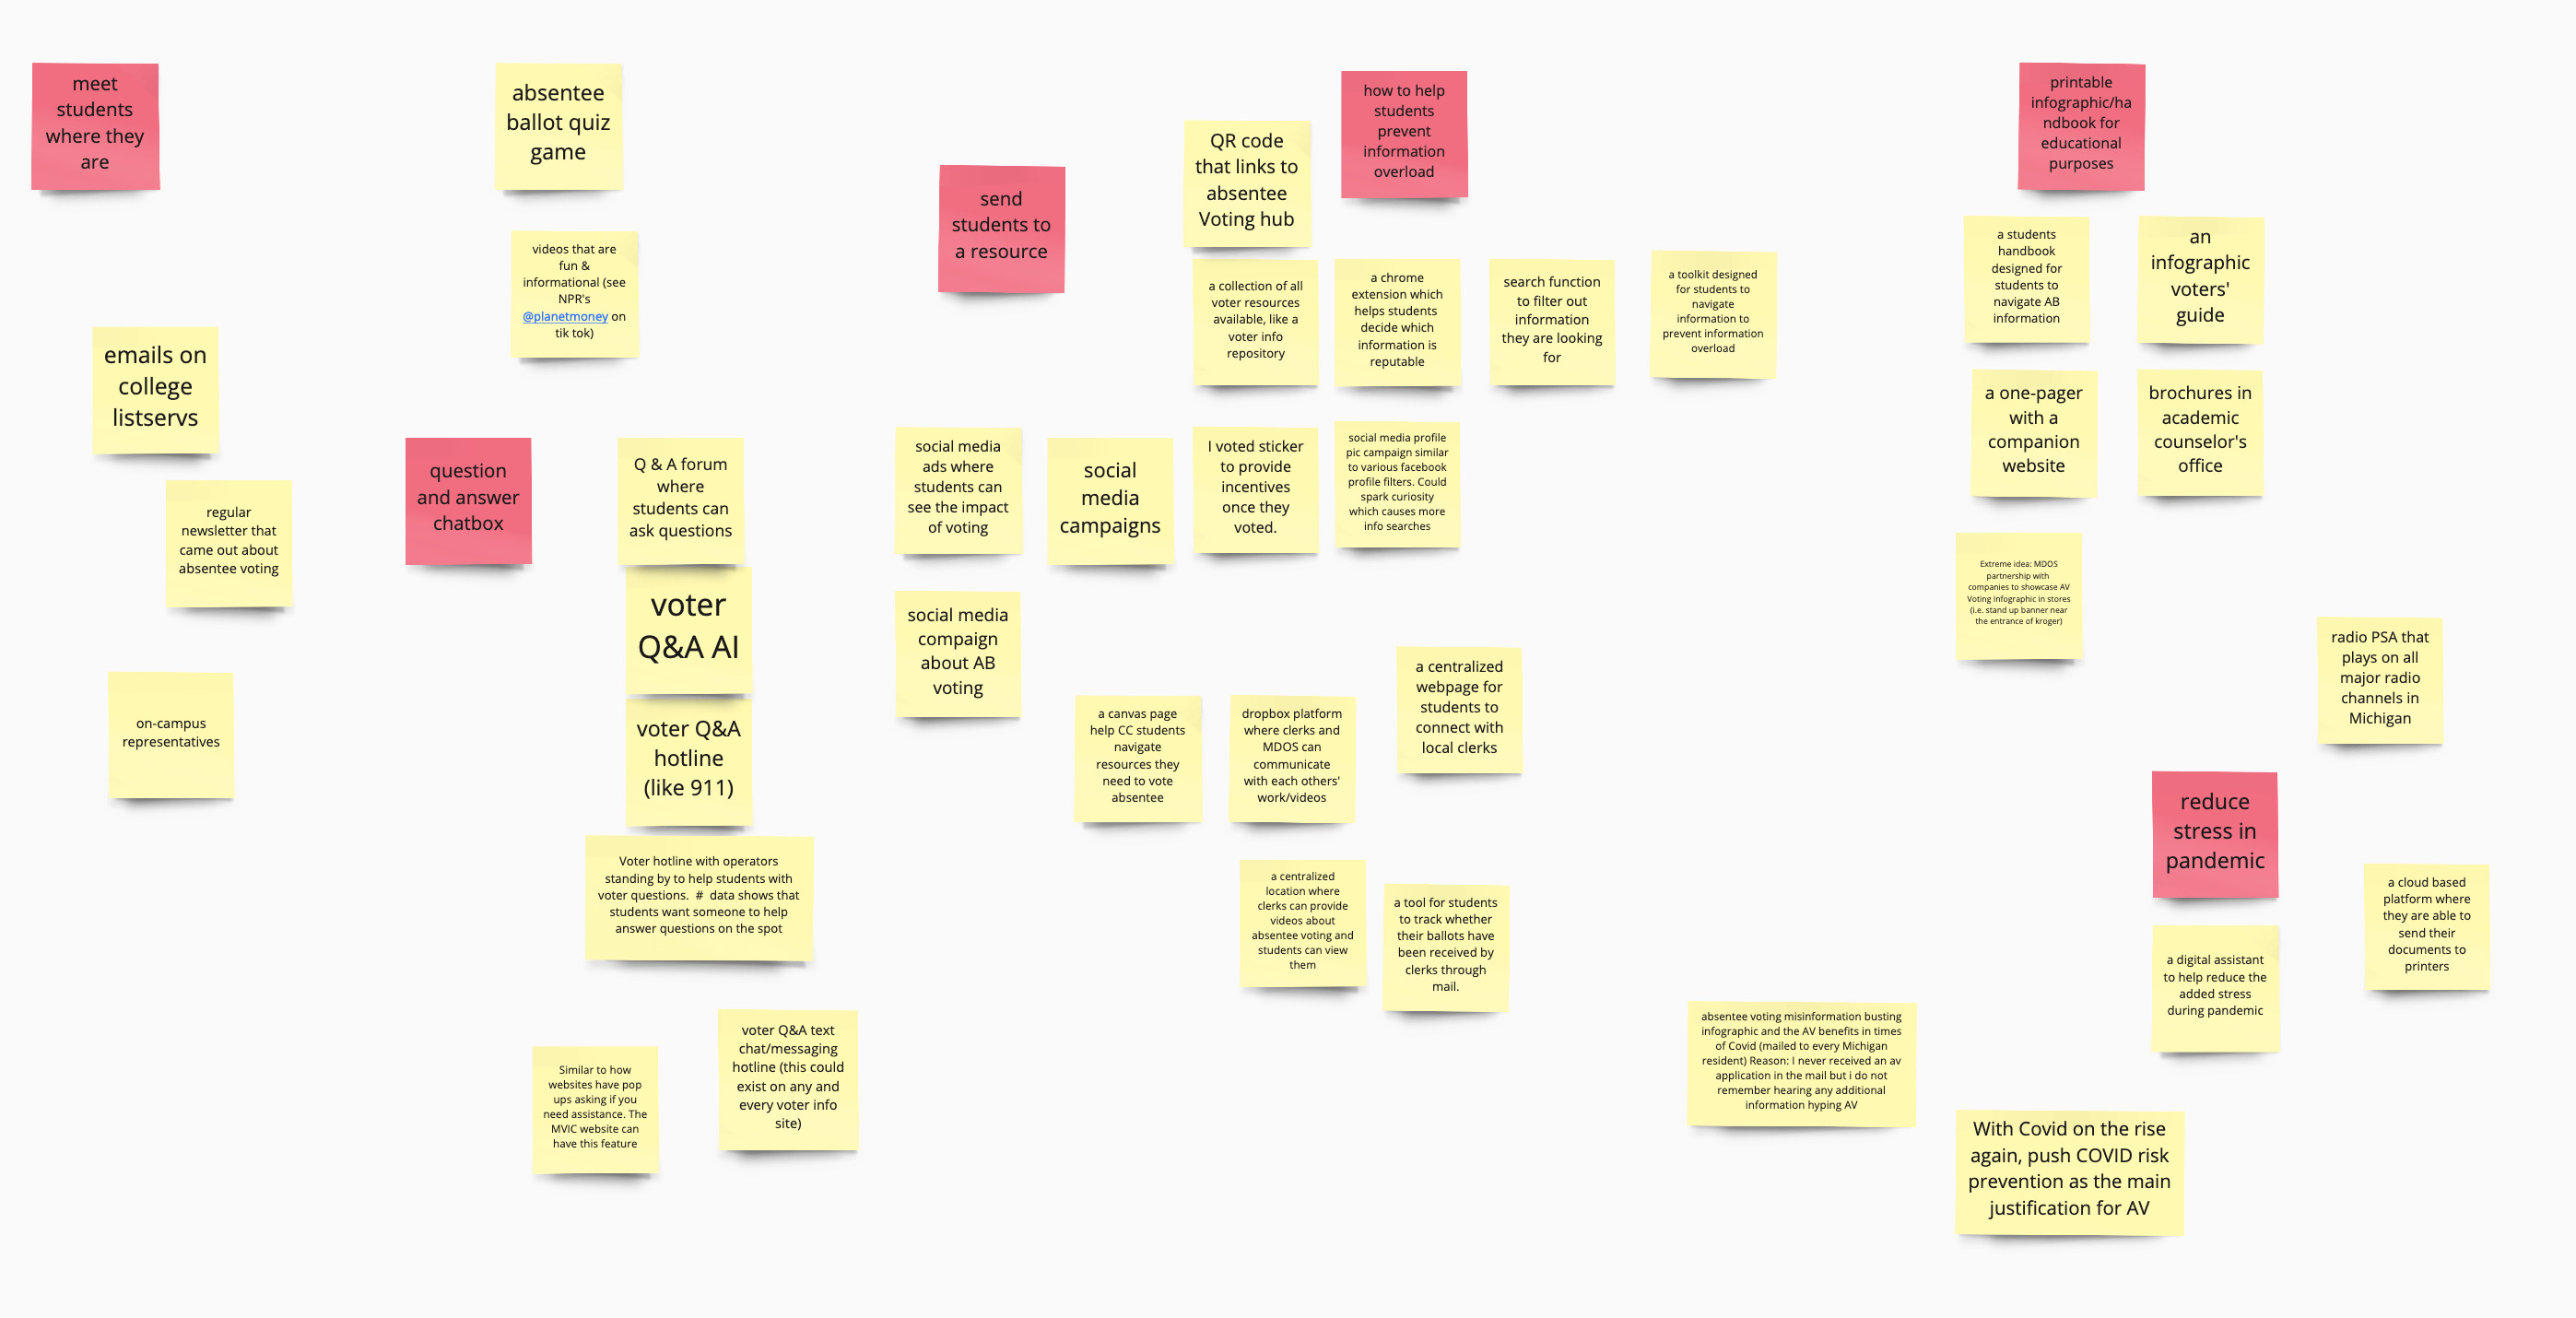 meet
students
where they
are
emails on
college
listservs
regular
newsletter that
came out about
absentee voting
on-campus
representatives
absentee
ballot quiz
game
videos that are
fun &
informational (see
NPR's
@planetmoney on
tik tok)
question
and answer
chatbox
Q & A forum
where
students can
ask questions
voter
Q&A AI
voter Q&A
hotline
(like 911)
Voter hotline with operators
standing by to help students with
voter questions. # data shows that
students want someone to help
answer questions on the spot
Similar to how
websites have pop
ups asking if you
need assistance. The
MVIC website can
have this feature
voter Q&A text
chat/messaging
hotline (this could
exist on any and
every voter info
site)
send
students to
a resource
QR code
that links to
absentee
Voting hub
how to help
students
prevent
information
overload
a collection of all
voter resources
available, like a
voter info
repository
a chrome
extension which
helps students
decide which
information is
reputable
search function
to filter out
information
they are looking
for
a toolkit designed
for students to
navigate
information to
prevent information
overload
social media
ads where
students can
see the impact
of voting
social
media
campaigns
I voted sticker
to provide
incentives
once they
voted.
social media profile
pic campaign similar
to various facebook
profile filters. Could
spark curiosity
which causes more
info searches
social media
compaign
about AB
voting
a canvas page
help CC students
navigate
resources they
need to vote
absentee
dropbox platform
where clerks and
MDOS can
communicate
with each others'
work/videos
a centralized
webpage for
students to
connect with
local clerks
a centralized
location where
clerks can provide
videos about
absentee voting and
students can view
them
a tool for students
to track whether
their ballots have
been received by
clerks through
mail.
printable
infographic/ha
ndbook for
educational
purposes
a students
handbook
designed for
students to
navigate AB
information
an
infographic
voters'
guide
a one-pager
with a
companion
website
brochures in
academic
counselor's
office
Extreme idea: MDOS
partnership with
companies to showcase AV
Voting Infographic in stores
(i.e. stand up banner near
the entrance of kroger)
radio PSA that
plays on all
major radio
channels in
Michigan
reduce
stress in
pandemic
a cloud based
platform where
they are able to
send their
documents to
printers
a digital assistant
to help reduce the
added stress
during pandemic
absentee voting misinformation busting
infographic and the AV benefits in times
of Covid (mailed to every Michigan
resident) Reason: I never received an av
application in the mail but i do not
remember hearing any additional
information hyping AV
With Covid on the rise
again, push COVID risk
prevention as the main
justification for AV